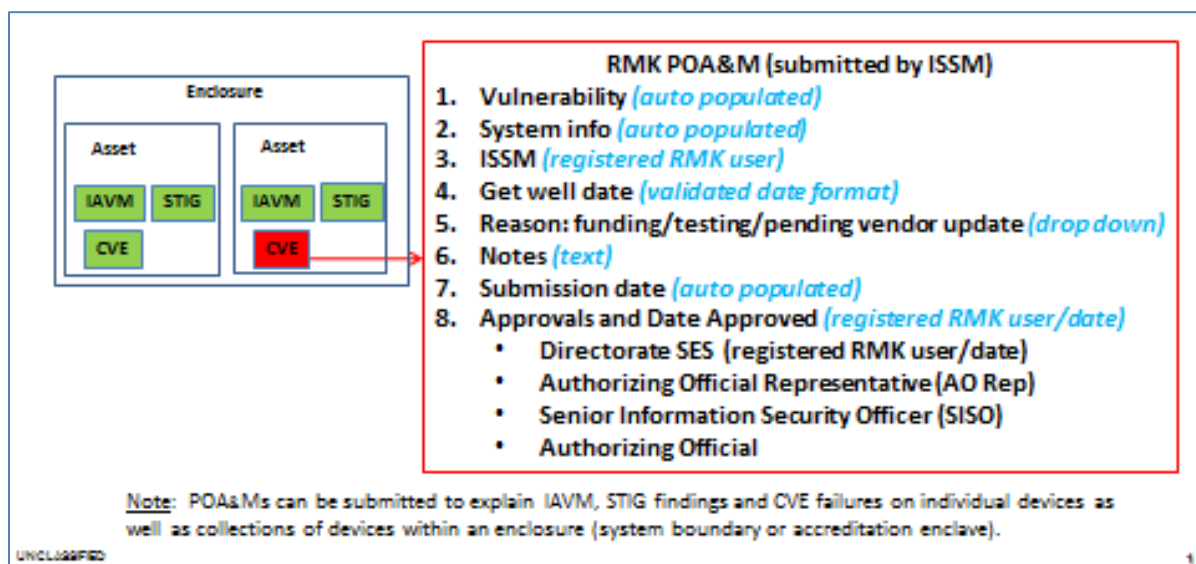 Enclosure
Asset
IAVM
STIG
CVE
Asset
IAVM
STIG
CVE
RMK POA&M (submitted by ISSM)
1. Vulnerability (auto populated)
2. System info (auto populated)
3. ISSM (registered RMK user)
4. Get well date (validated date format)
5. Reason: funding/testing/pending vendor update (drop down)
6. Notes (text)
7. Submission date (auto populated)
8. Approvals and Date Approved (registered RMK user/date)
• Directorate SES (registered RMK user/date)
• Authorizing Official Representative (AO Rep)
• Senior Information Security Officer (SISO)
• Authorizing Official
Note: POA&Ms can be submitted to explain IAVM, STIG findings and CVE failures on individual devices as
well as collections of devices within an enclosure (system boundary or accreditation enclave).
UNCLASSIFIED
1